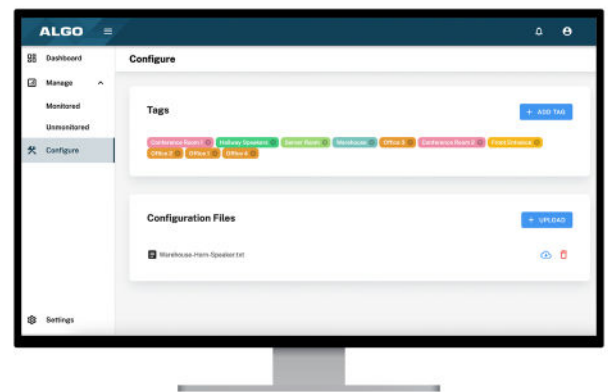 ALGO
Dashboard
Configure
Manage
Monitored
Unmonitored
Configure
Tags
+ ADD TAG
Conference Room 1 Hallway Speakers Server Room Warehouse Office 3 Conference Room 2 Front Entrance
Office 2 Office 1 Office 4
Configuration Files
+ UPLOAD
Warehouse-Horn-Speaker.txt
Settings